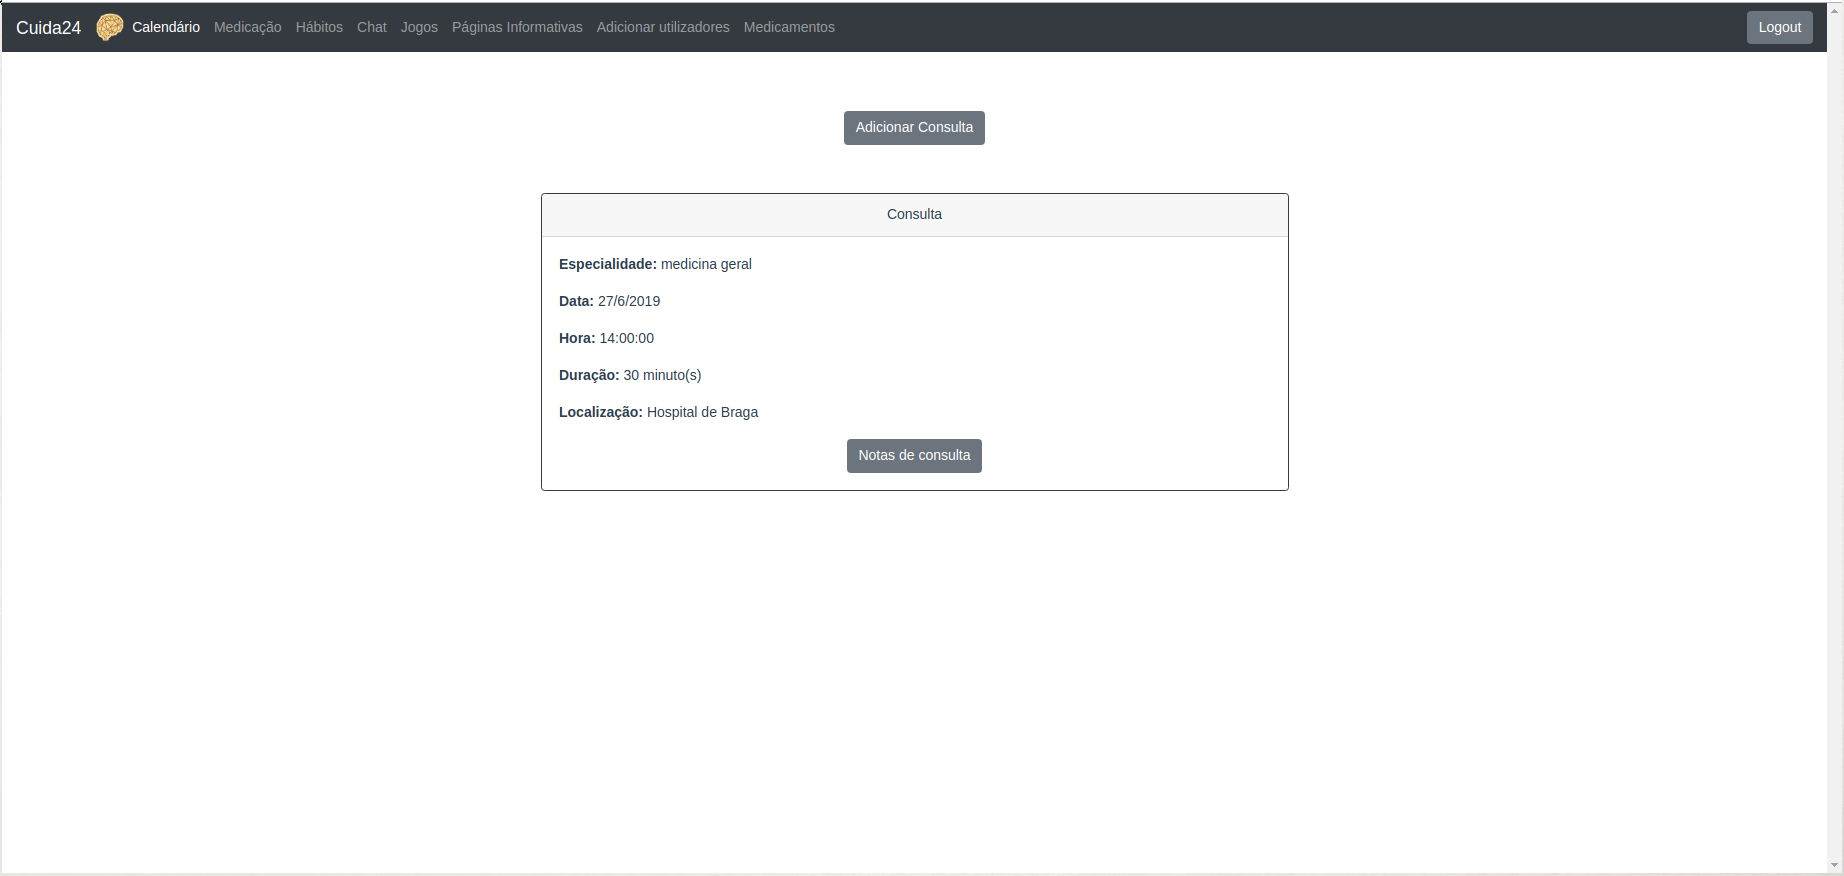 Cuida24 Calendário Medicação Hábitos Chat Jogos Páginas Informativas Adicionar utilizadores Medicamentos Logout
Adicionar Consulta
Consulta
Especialidade: medicina geral
Data: 27/6/2019
Hora: 14:00:00
Duração: 30 minuto(s)
Localização: Hospital de Braga
Notas de consulta